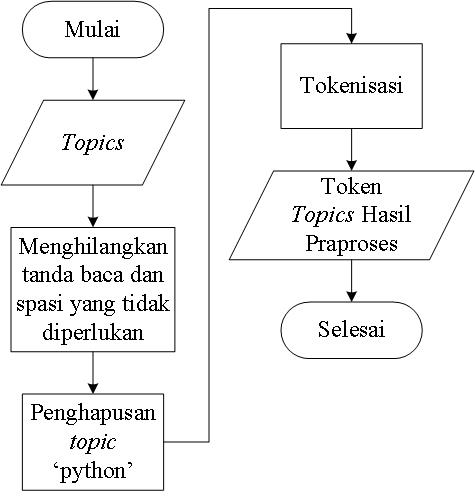 Mulai
Topics
Menghilangkan
tanda baca dan
spasi yang tidak
diperlukan
Penghapusan
topic
‘python’
Tokenisasi
Token
Topics Hasil
Praproses
Selesai